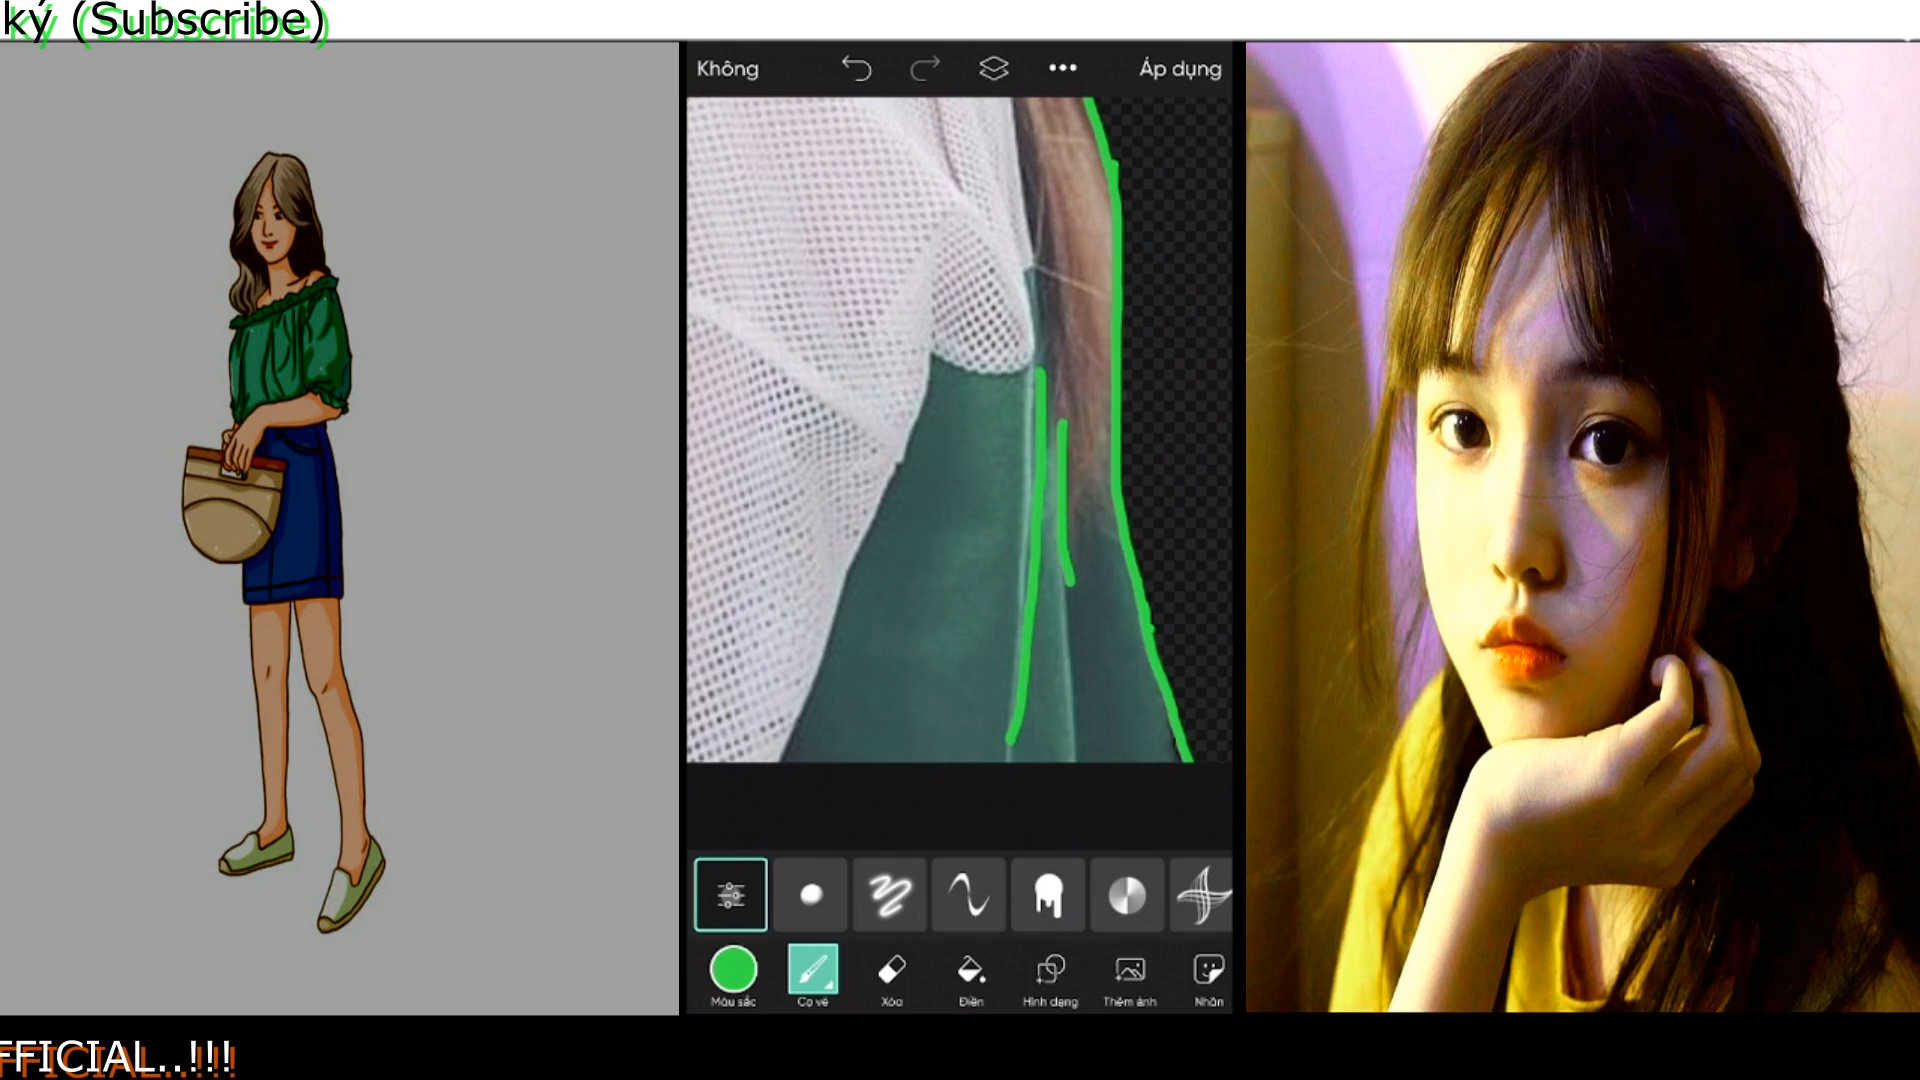 ký (Subscribe)
Không
Áp dụng
Màu sắc
Cọ vẽ
Xóa
Điền
Hình dạng
Thêm ảnh
Nhãn
FFICIAL..!!!